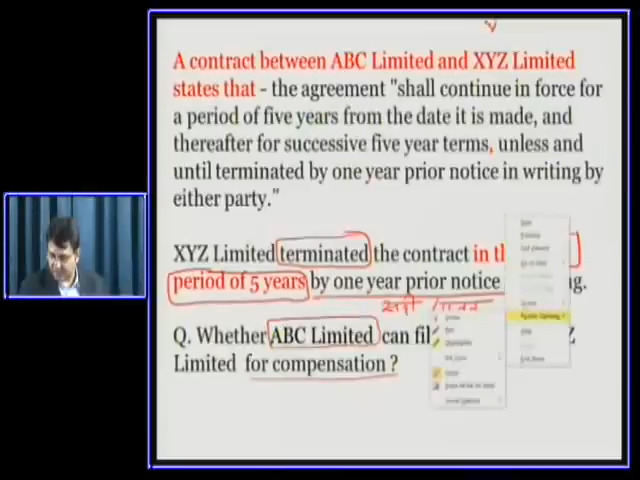 A contract between ABC Limited and XYZ Limited
states that - the agreement "shall continue in force for
a period of five years from the date it is made, and
thereafter for successive five year terms, unless and
until terminated by one year prior notice in writing by
either party."
XYZ Limited terminated the contract in
period of 5 years by one year prior notice
Q. Whether ABC Limited can
Limited for compensation ?